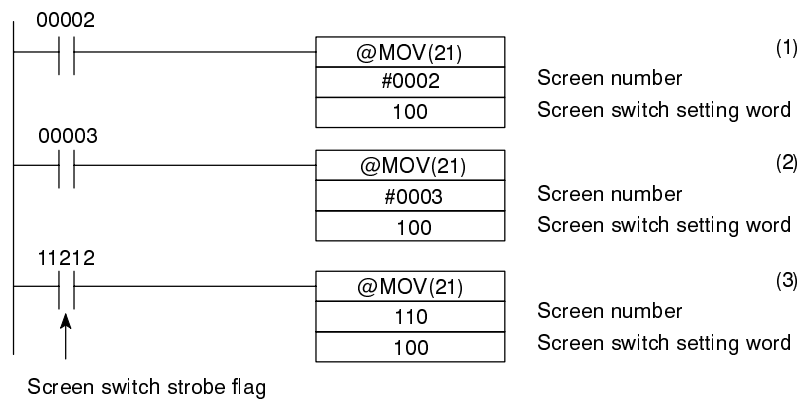 00002
@MOV(21) (1)
#0002 Screen number
100 Screen switch setting word
00003
@MOV(21) (2)
#0003 Screen number
100 Screen switch setting word
11212
@MOV(21) (3)
110 Screen number
100 Screen switch setting word
Screen switch strobe flag